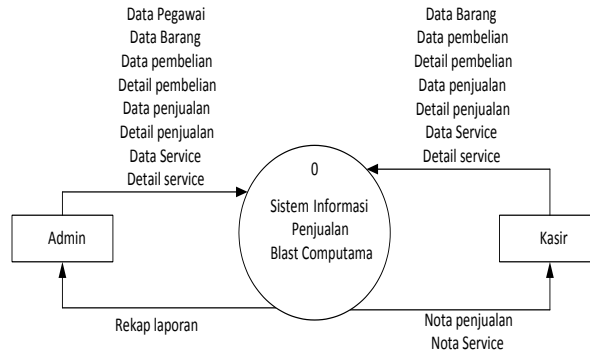 Data Pegawai
Data Barang
Data pembelian
Detail pembelian
Data penjualan
Detail penjualan
Data Service
Detail service
Data Barang
Data pembelian
Detail pembelian
Data penjualan
Detail penjualan
Data Service
Detail service
0
Sistem Informasi
Penjualan
Blast Computama
Admin
Kasir
Rekap laporan
Nota penjualan
Nota Service